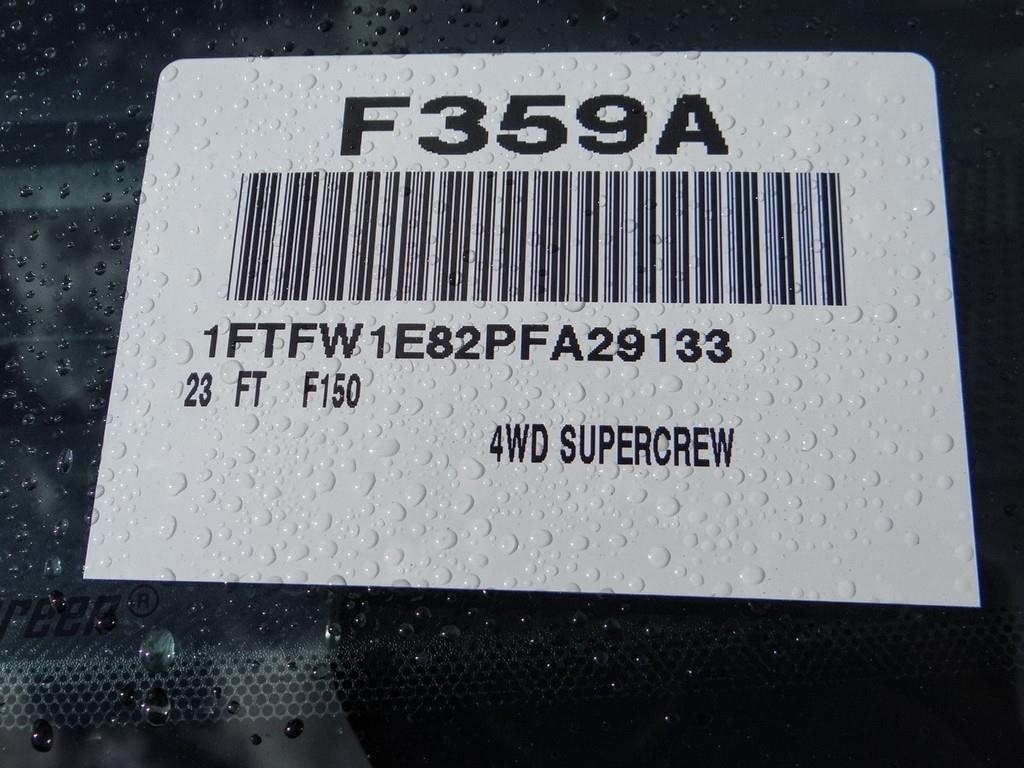 F359A
1FTFW1E82PFA29133
23 FT F150
4WD SUPERCREW